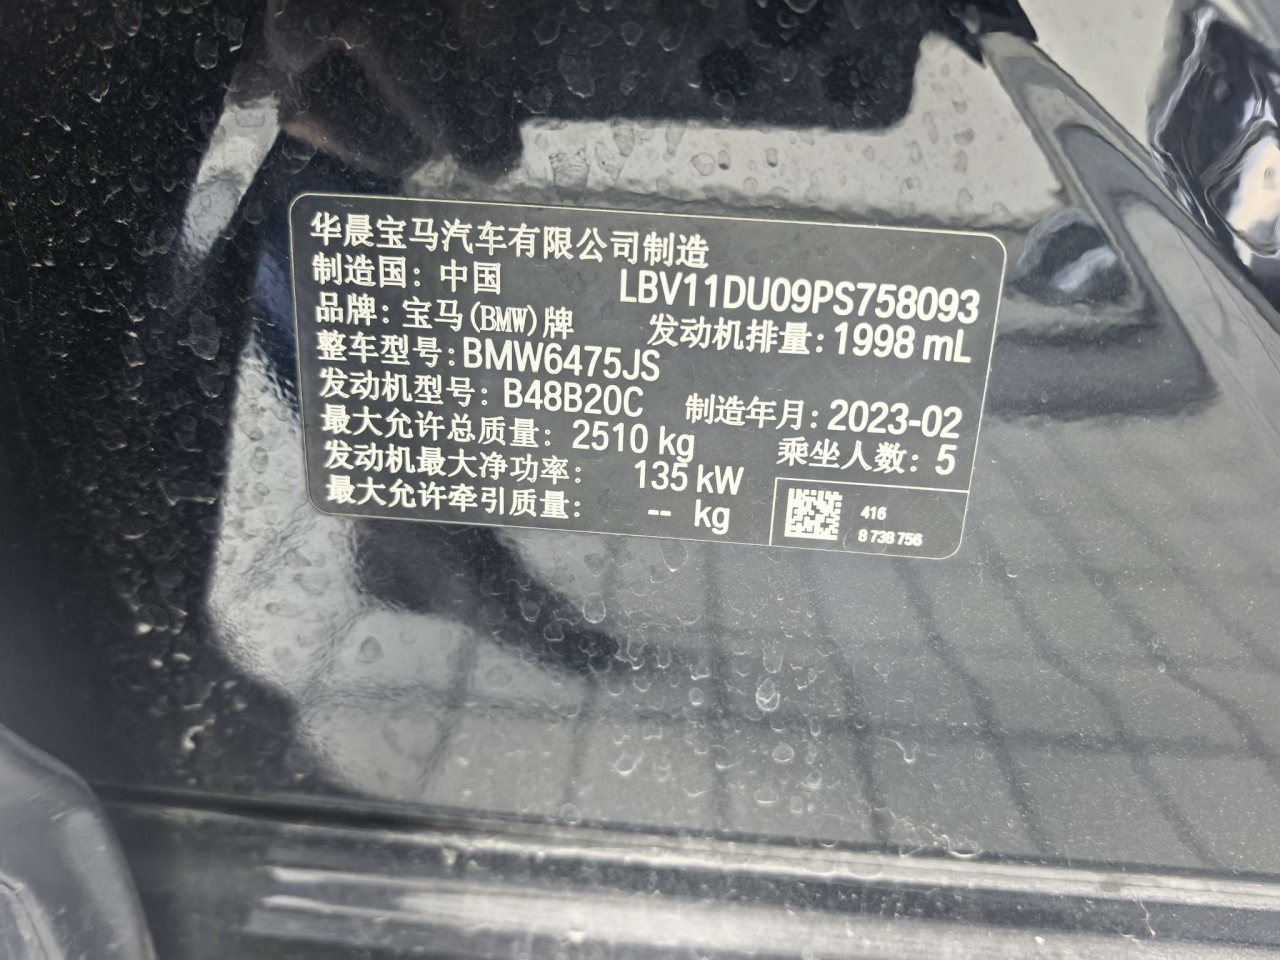 华晨宝马汽车有限公司制造
制造国：中国 LBV11DU09PS758093
品牌：宝马(BMW)牌 发动机排量：1998 mL
整车型号：BMW6475JS
发动机型号：B48B20C 制造年月：2023-02
最大允许总质量：2510 kg 乘坐人数：5
发动机最大净功率：135 kW
最大允许牵引质量：-- kg
416
8 738 756